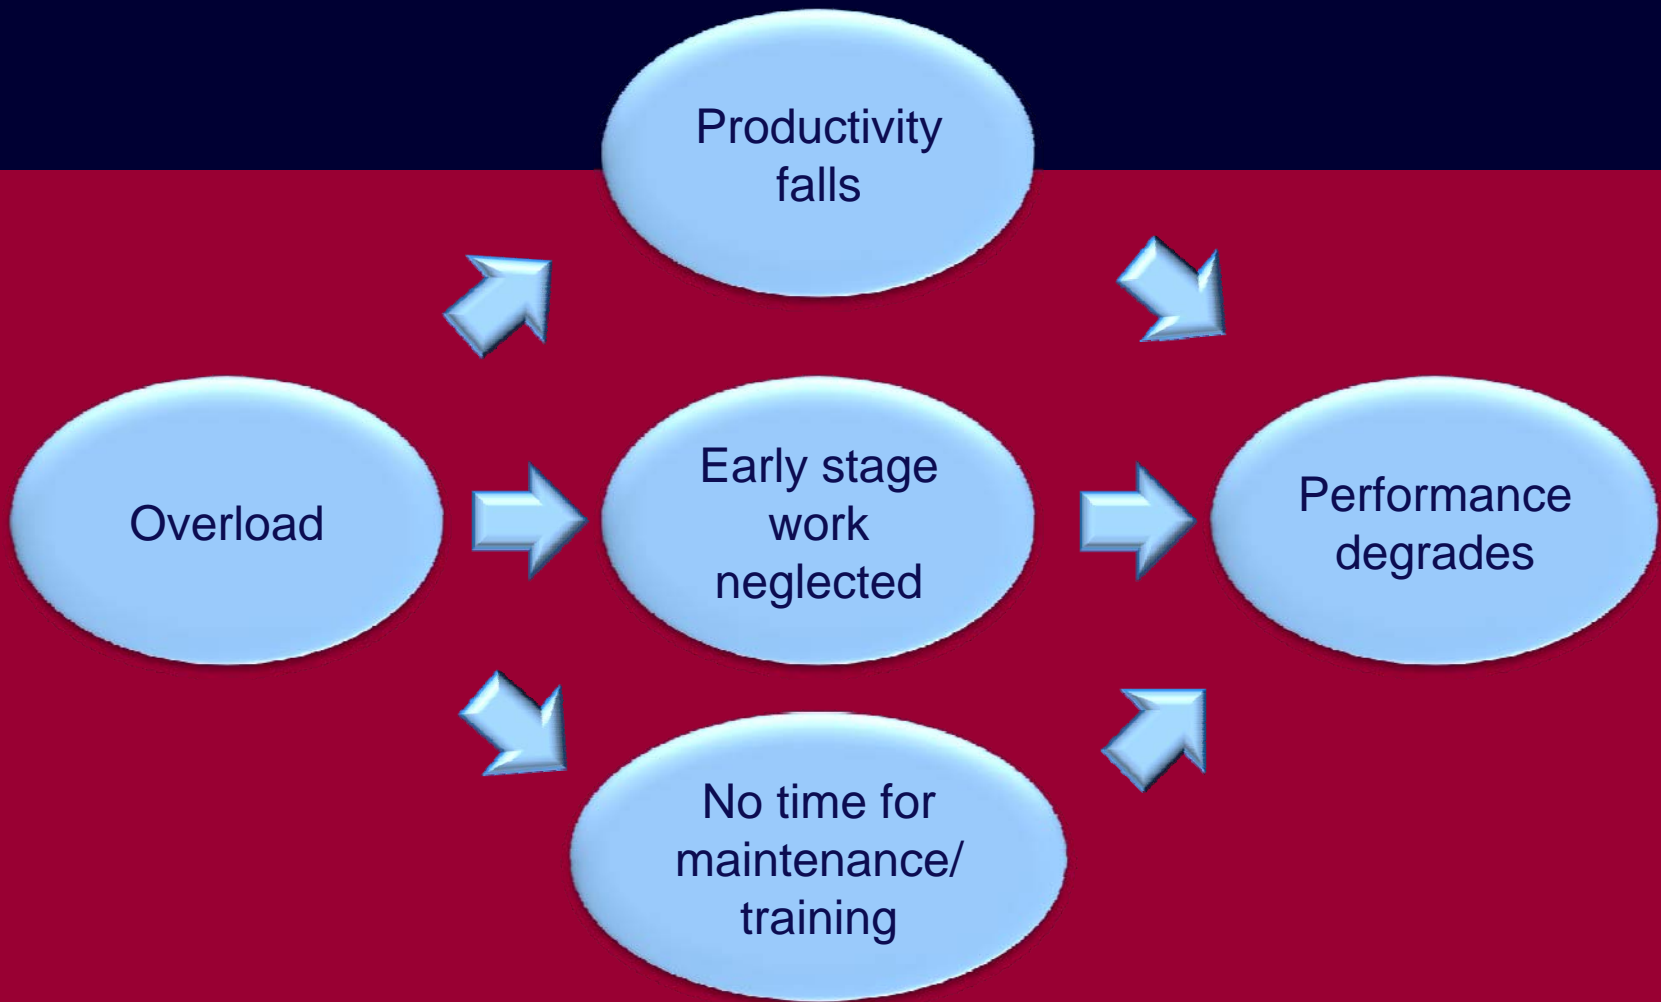 Productivity
falls
Overload
Early stage
work
neglected
Performance
degrades
No time for
maintenance/
training